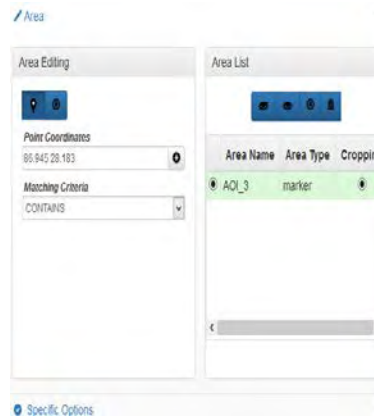 Area
Area Editing
Point Coordinates
86.945 28.183
Matching Criteria
CONTAINS
Area List
Area Name Area Type Croppin
AOI_3 marker
Specific Options